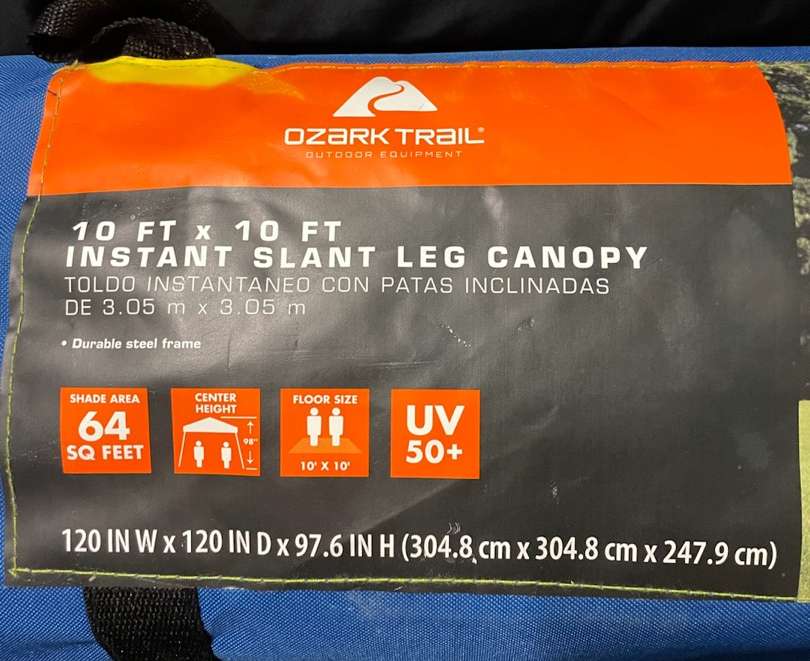 OZARK TRAIL®
OUTDOOR EQUIPMENT
10 FT x 10 FT
INSTANT SLANT LEG CANOPY
TOLDO INSTANTANEO CON PATAS INCLINADAS
DE 3.05 m x 3.05 m
• Durable steel frame
SHADE AREA
64
SQ FEET
CENTER
HEIGHT
98"
FLOOR SIZE
10' X 10'
UV
50+
120 IN W x 120 IN D x 97.6 IN H (304.8 cm x 304.8 cm x 247.9 cm)